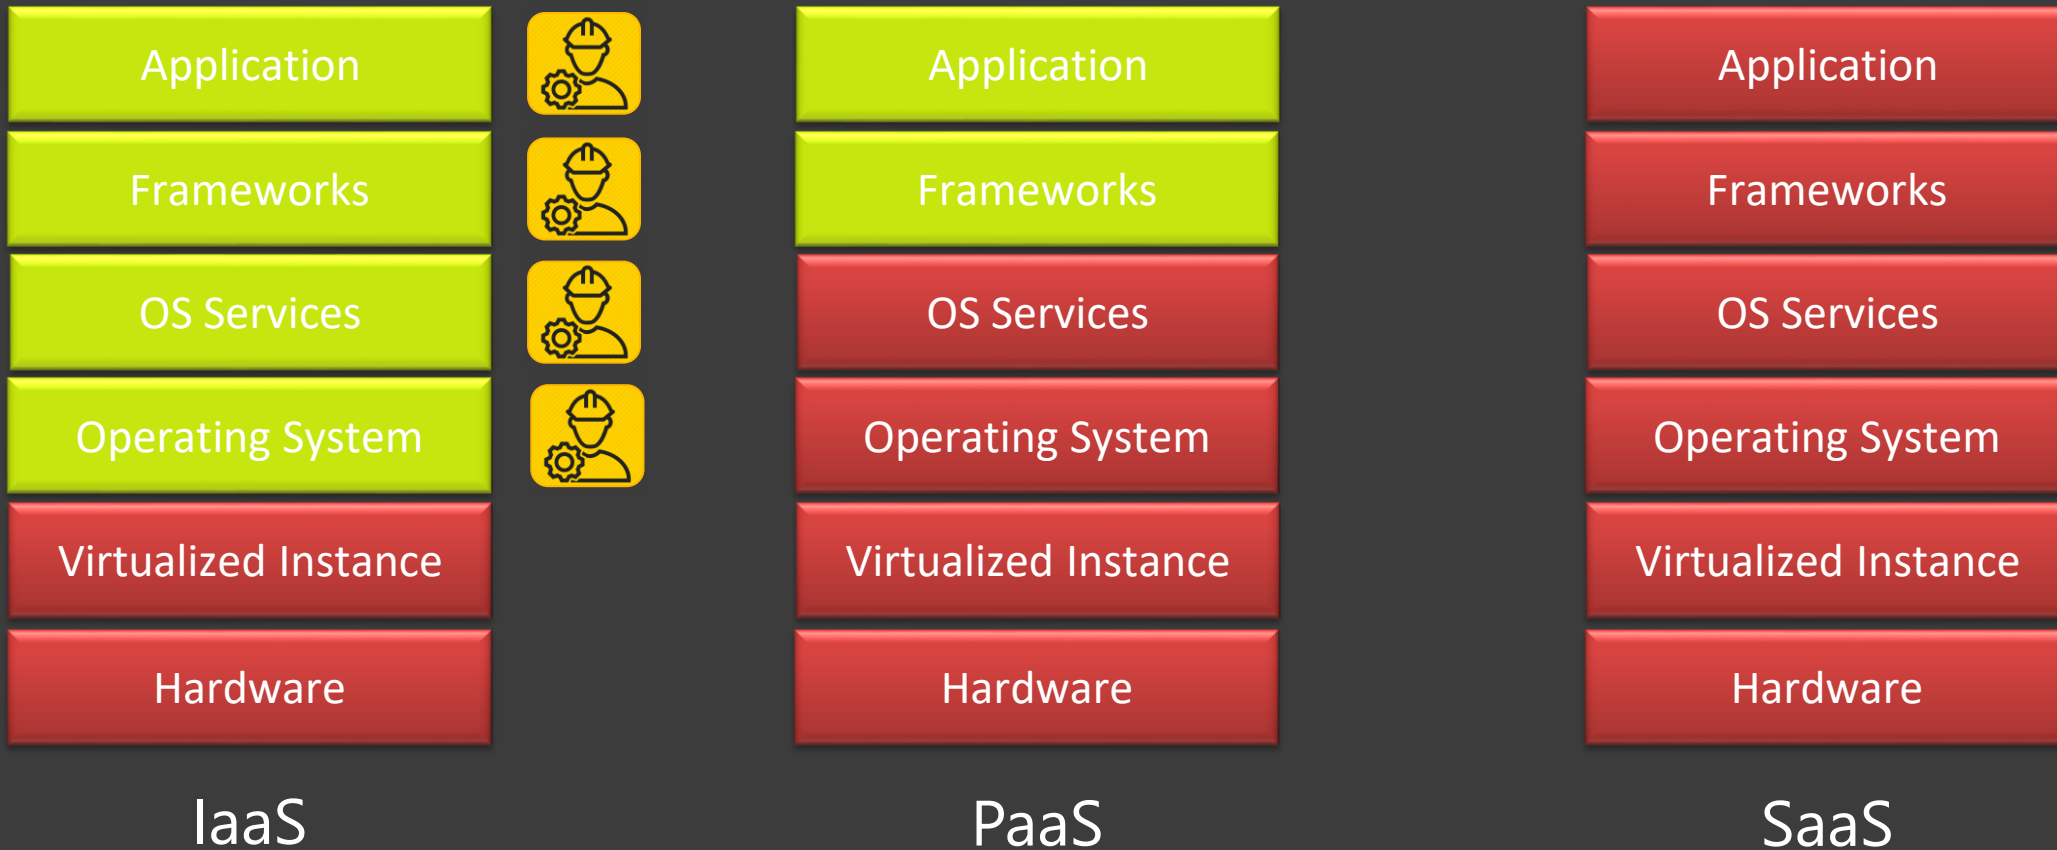 Application
Frameworks
OS Services
Operating System
Virtualized Instance
Hardware
IaaS
Application
Frameworks
OS Services
Operating System
Virtualized Instance
Hardware
PaaS
Application
Frameworks
OS Services
Operating System
Virtualized Instance
Hardware
SaaS